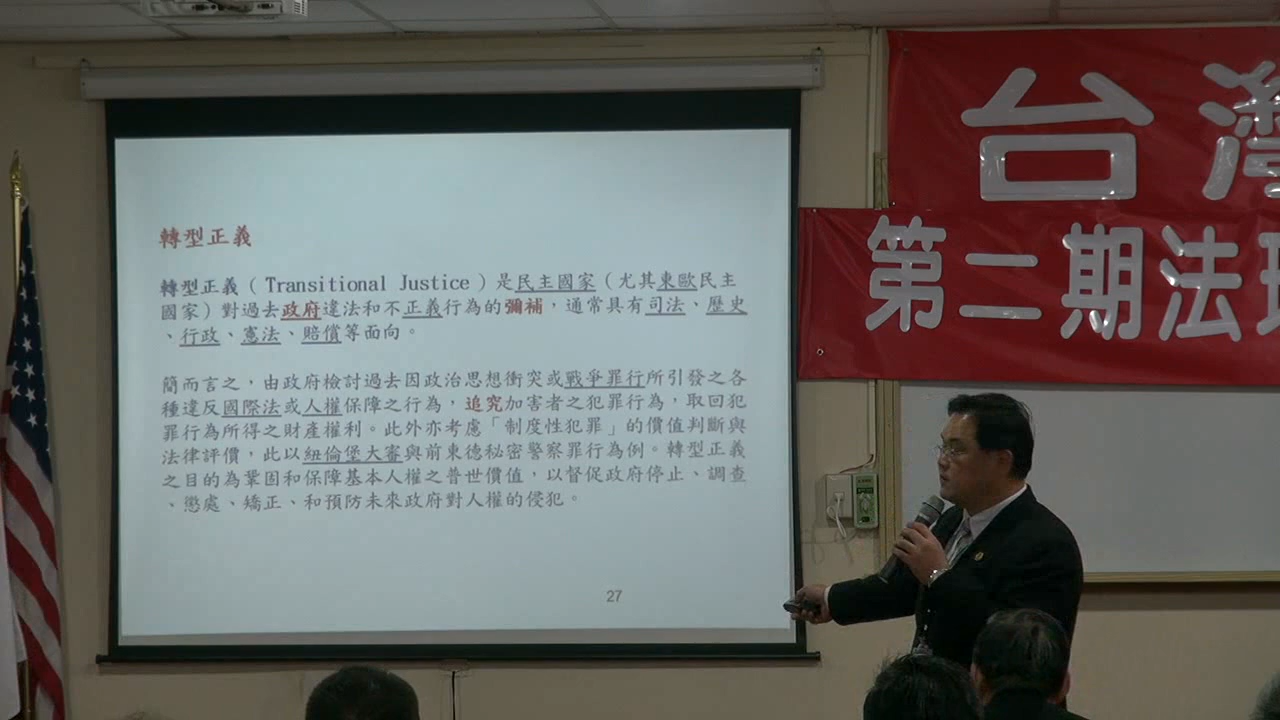 台灣
第二期法理
轉型正義
轉型正義（Transitional Justice）是民主國家（尤其東歐民主
國家）對過去政府違法和不正義行為的彌補，通常具有司法、歷史
、行政、憲法、賠償等面向。
簡而言之，由政府檢討過去因政治思想衝突或戰爭罪行所引發之各
種違反國際法或人權保障之行為，追究加害者之犯罪行為，取回犯
罪行為所得之財產權利。此外亦考慮「制度性犯罪」的價值判斷與
法律評價，此以紐倫堡大審與前東德秘密警察罪行為例。轉型正義
之目的為鞏固和保障基本人權之普世價值，以督促政府停止、調查
、懲處、矯正、和預防未來政府對人權的侵犯。
27